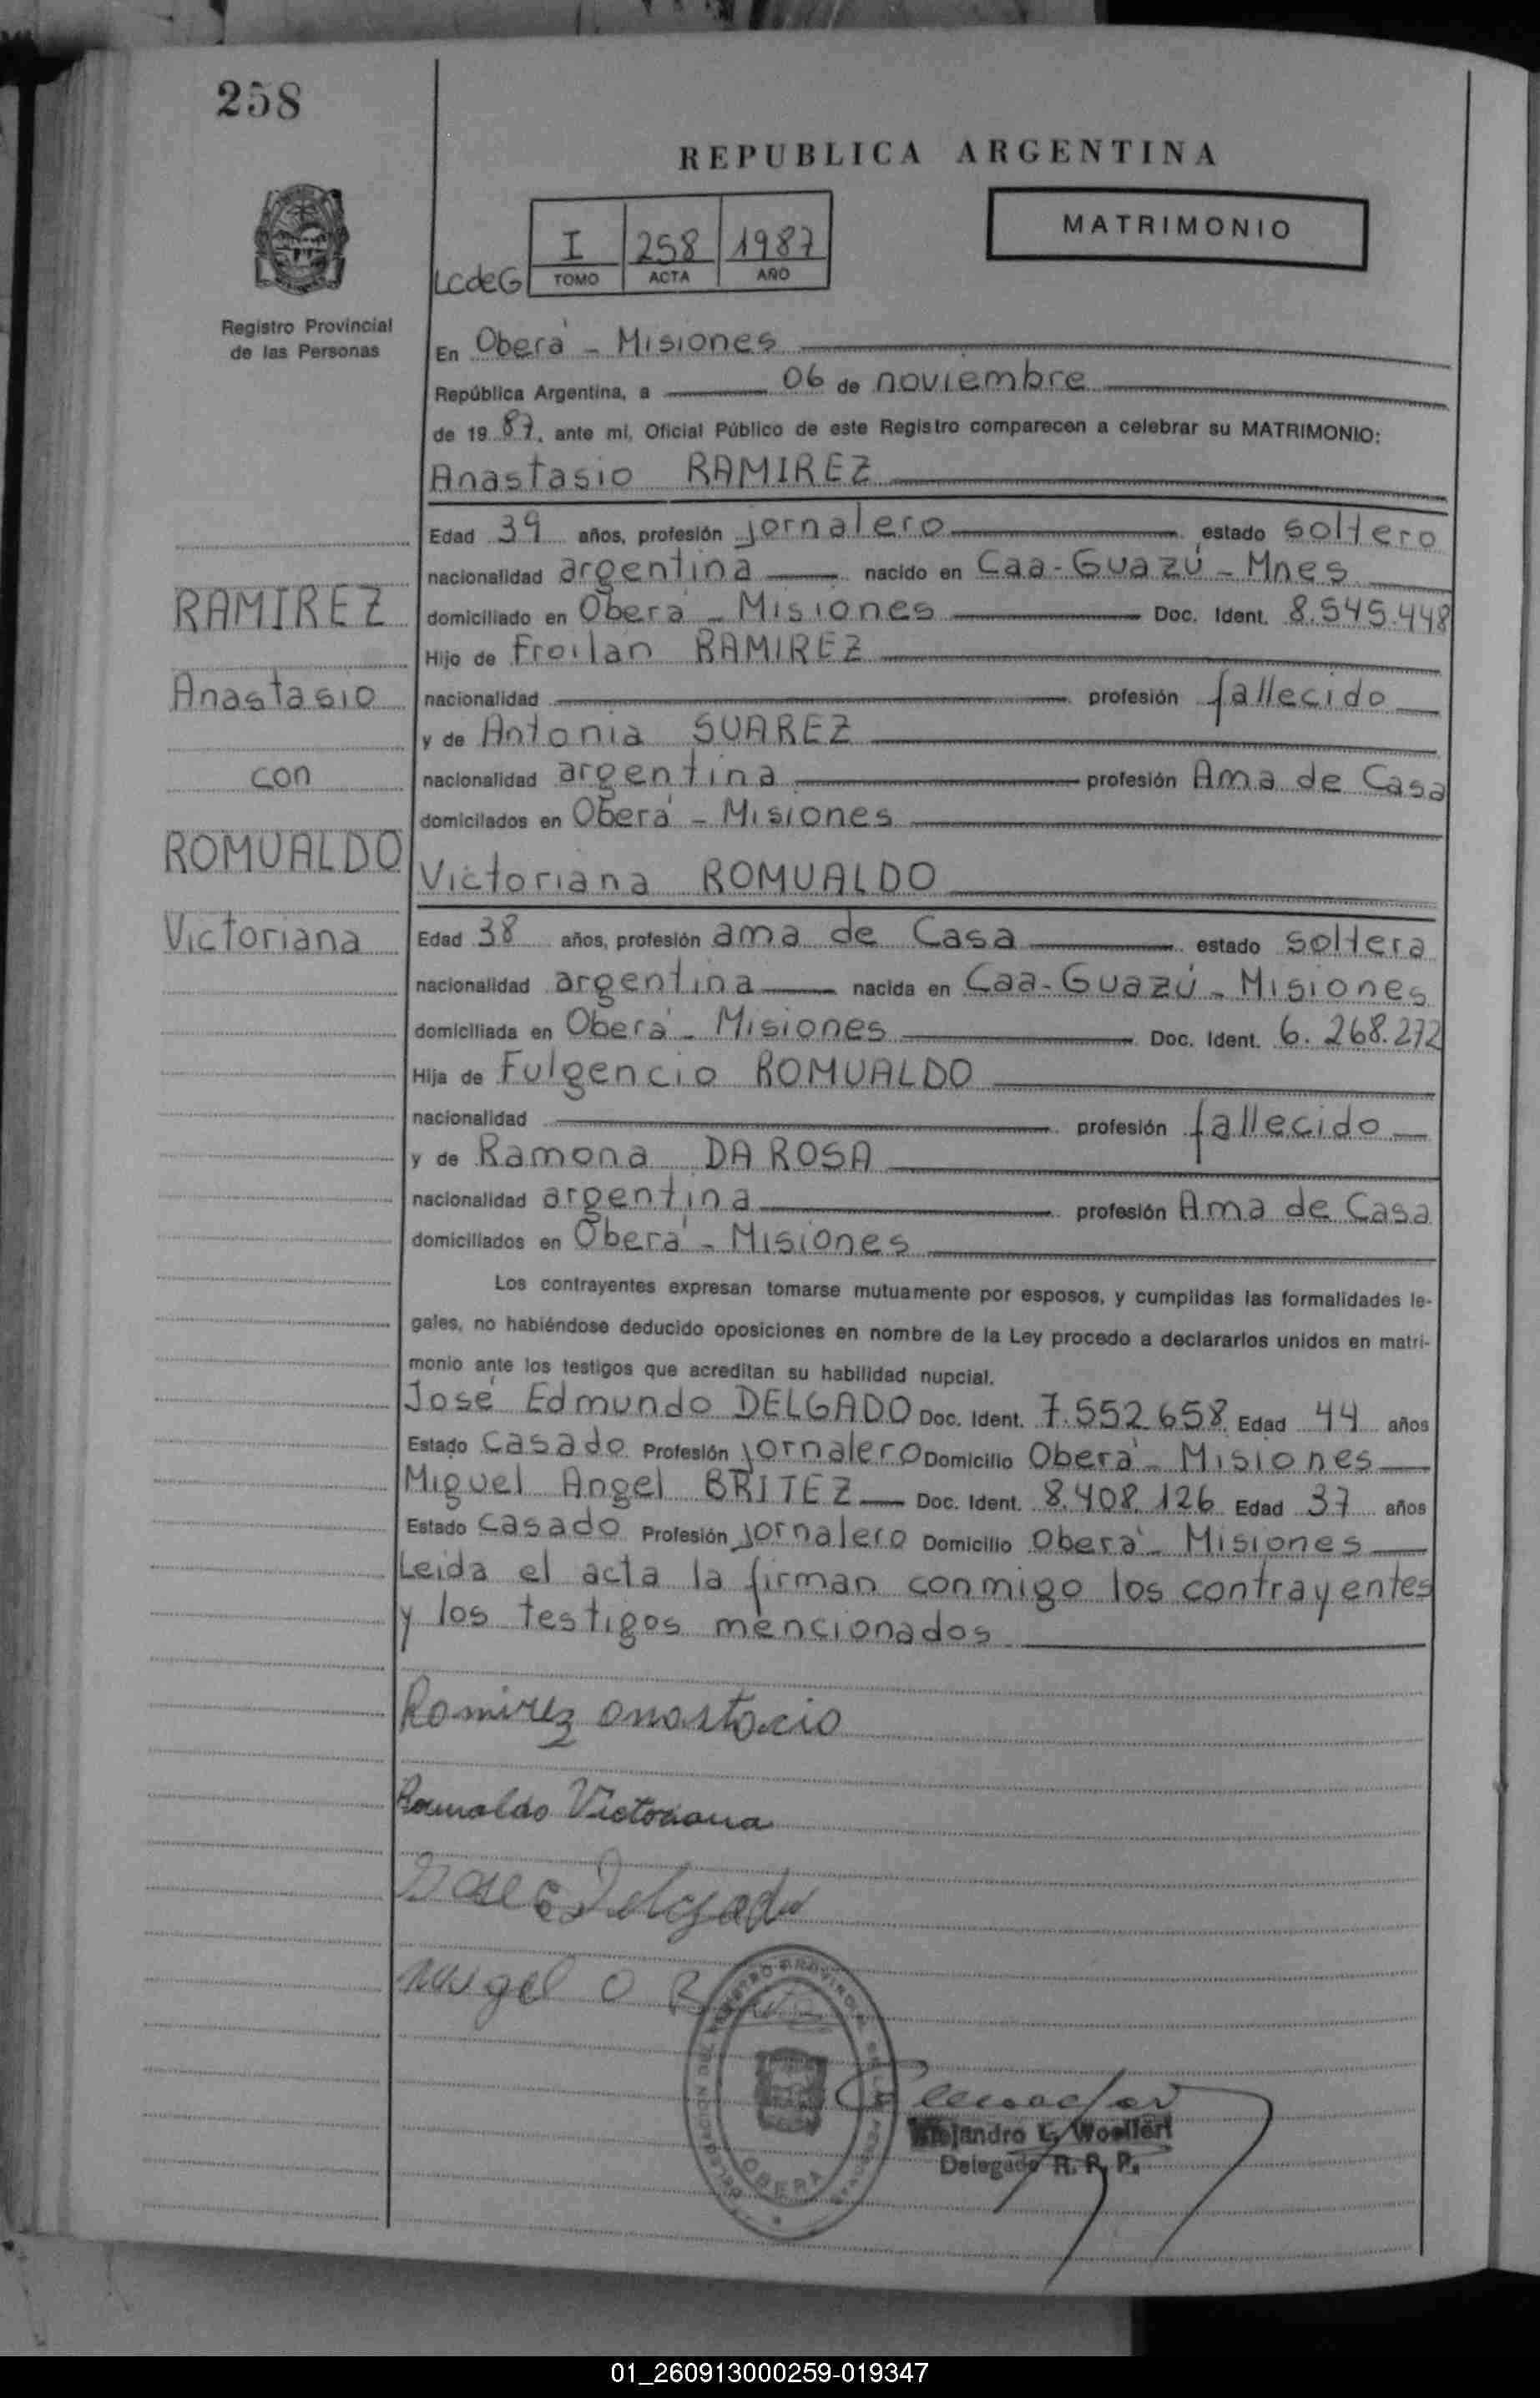 258
REPUBLICA ARGENTINA
MATRIMONIO
I 258 1987
LcdeG TOMO ACTA AÑO
Registro Provincial
de las Personas
En Oberá - Misiones
República Argentina, a 06 de noviembre
de 19 87, ante mi, Oficial Público de este Registro comparecen a celebrar su MATRIMONIO:
Anastasio RAMIREZ
Edad 39 años, profesión jornalero estado soltero
nacionalidad argentina nacido en Caa-Guazú - Mnes
RAMIREZ
domiciliado en Oberá - Misiones Doc. Ident. 8.545.448
Hijo de Froilan RAMIREZ
Anastasio
nacionalidad profesión fallecido
y de Antonia SUAREZ
con
nacionalidad argentina profesión Ama de Casa
domicilados en Oberá - Misiones
ROMUALDO
Victoriana ROMUALDO
Victoriana
Edad 38 años, profesión ama de Casa estado soltera
nacionalidad argentina nacida en Caa-Guazú - Misiones
domiciliada en Oberá - Misiones Doc. Ident. 6.268.272
Hija de Fulgencio ROMUALDO
nacionalidad profesión fallecido
y de Ramona DA ROSA
nacionalidad argentina profesión Ama de Casa
domiciliados en Oberá - Misiones
Los contrayentes expresan tomarse mutuamente por esposos, y cumplidas las formalidades le-
gales, no habiéndose deducido oposiciones en nombre de la Ley procedo a declararlos unidos en matri-
monio ante los testigos que acreditan su habilidad nupcial.
José Edmundo DELGADO Doc. Ident. 7.552.658 Edad 44 años
Estado Casado Profesión jornalero Domicilio Oberá - Misiones
Miguel Angel BRITEZ Doc. Ident. 8.408.126 Edad 37 años
Estado Casado Profesión jornalero Domicilio Oberá - Misiones
Leida el acta la firman conmigo los contrayentes
y los testigos mencionados
Ramirez anastacio
Romualdo Victoriana
Jose E Delgado
Migel A
OBERA
Alejandro L. Woellert
Delegado R. P. P.
01_260913000259-019347